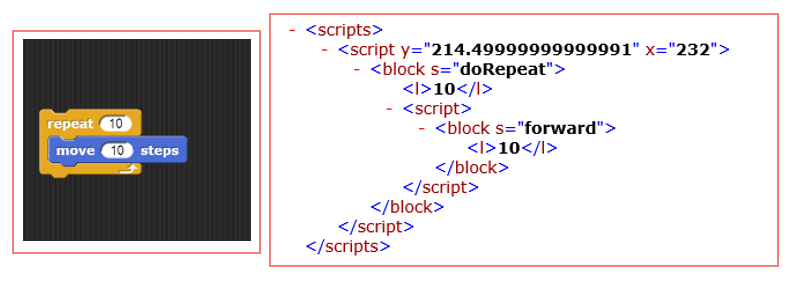 repeat 10
move 10 steps
- <scripts>
- <script y="214.49999999999991" x="232">
- <block s="doRepeat">
<l>10</l>
- <script>
- <block s="forward">
<l>10</l>
</block>
</script>
</block>
</script>
</scripts>